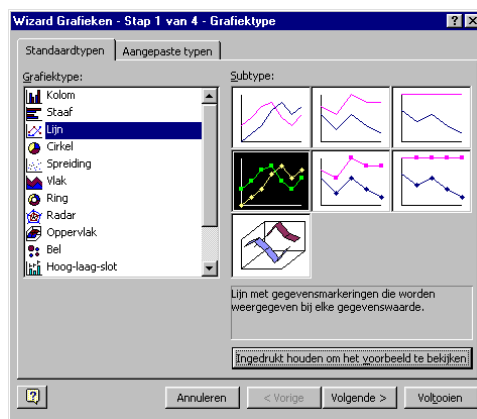 Wizard Grafieken - Stap 1 van 4 - Grafiektype
Standaardtypen
Aangepaste typen
Grafiektype:
Subtype:
Kolom
Staaf
Lijn
Cirkel
Spreiding
Vlak
Ring
Radar
Oppervlak
Bel
Hoog-laag-slot
Lijn met gegevensmarkeringen die worden
weergegeven bij elke gegevenswaarde.
Ingedrukt houden om het voorbeeld te bekijken
Annuleren
< Vorige
Volgende >
Voltooien